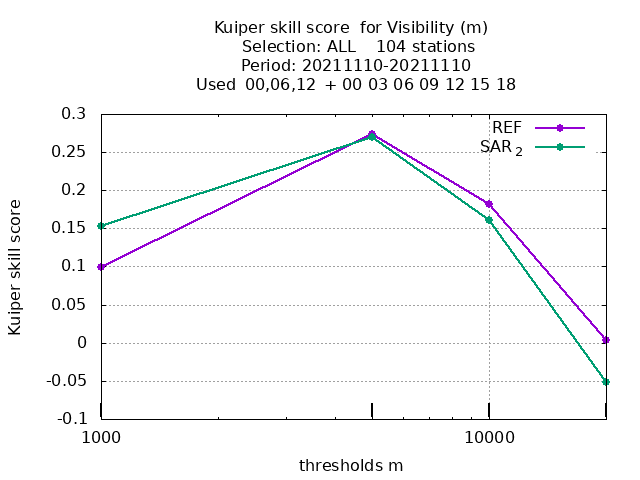 Kuiper skill score  for Visibility (m)
Selection: ALL    104 stations
Period: 20211110-20211110
Used  00,06,12  + 00 03 06 09 12 15 18
REF
SAR 2
0.3
0.25
0.2
0.15
0.1
0.05
0
-0.05
-0.1
Kuiper skill score
1000
10000
thresholds m